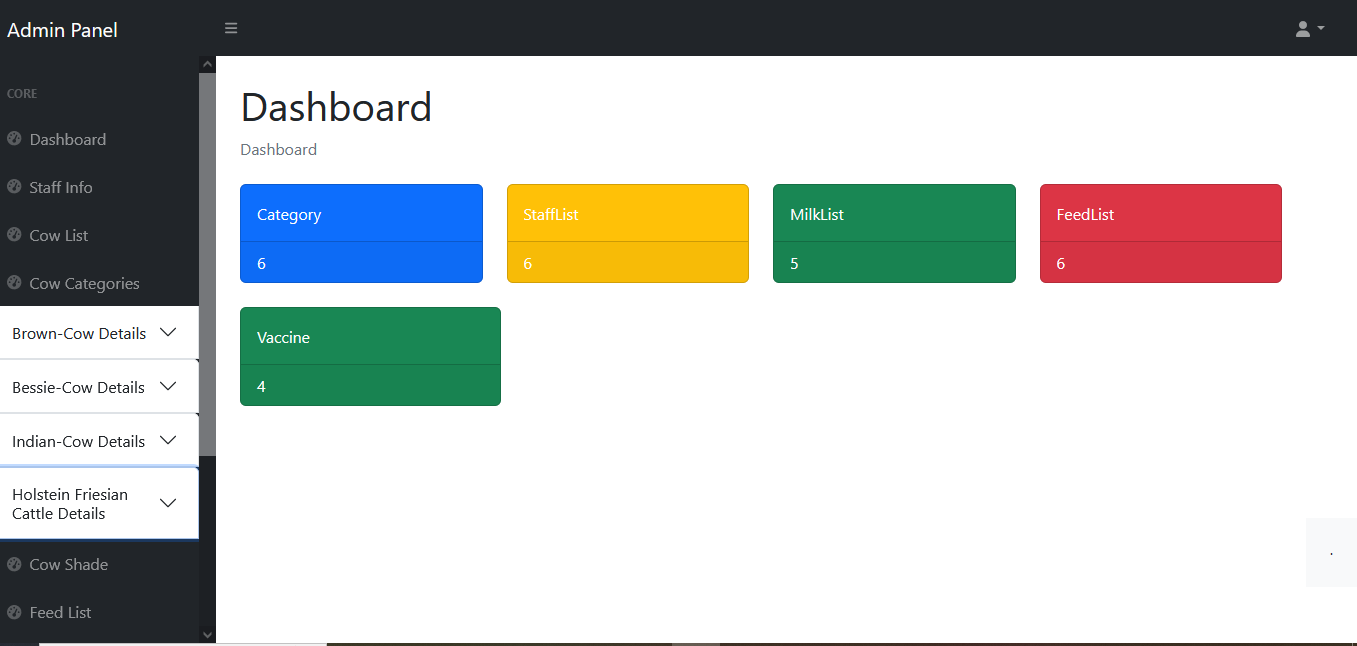 Admin Panel
CORE
Dashboard
Staff Info
Cow List
Cow Categories
Brown-Cow Details
Bessie-Cow Details
Indian-Cow Details
Holstein Friesian
Cattle Details
Cow Shade
Feed List
Dashboard
Dashboard
Category
6
StaffList
6
MilkList
5
FeedList
6
Vaccine
4
.